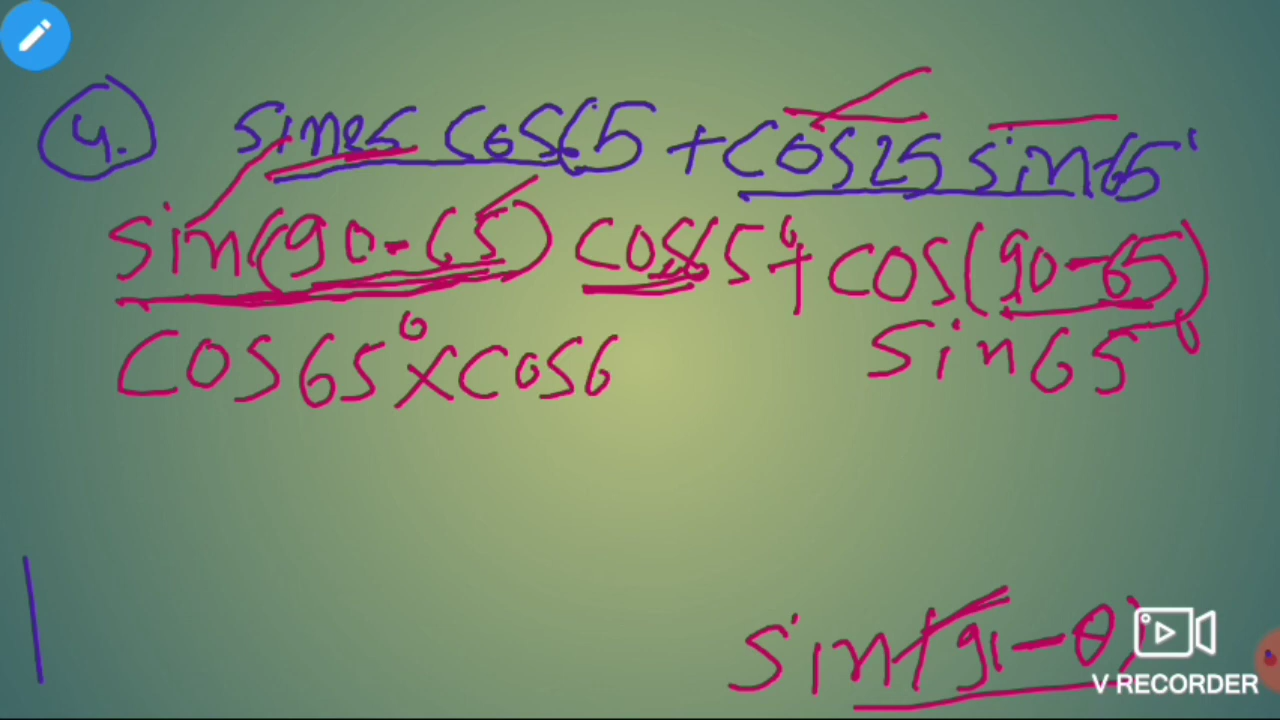 4. sin25 cos65 + cos25 sin65°
sin(90-65) cos65° + cos(90-65)
sin65°
cos65° × cos6
sin(90-θ)
V RECORDER